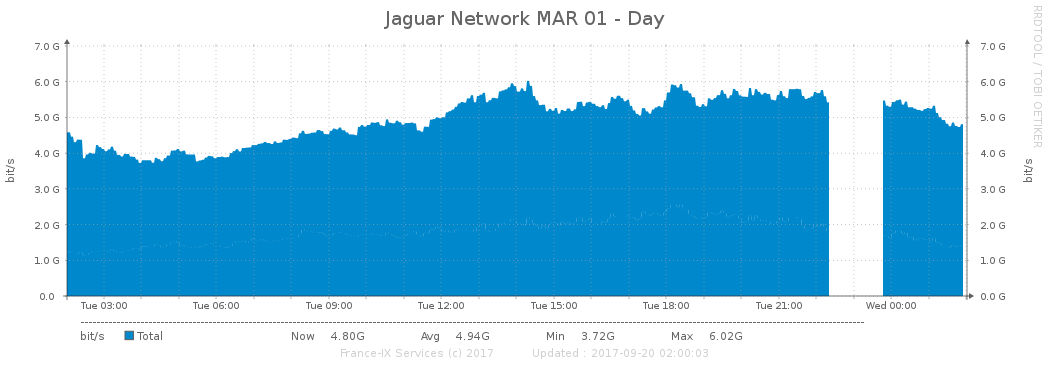 Jaguar Network MAR 01 - Day
RRDTOOL / TOBI OETIKER
7.0 G 7.0 G
6.0 G 6.0 G
5.0 G 5.0 G
4.0 G 4.0 G
3.0 G 3.0 G
2.0 G 2.0 G
1.0 G 1.0 G
0.0 0.0 G
bit/s
bit/s
Tue 03:00 Tue 06:00 Tue 09:00 Tue 12:00 Tue 15:00 Tue 18:00 Tue 21:00 Wed 00:00
bit/s Total Now 4.80G Avg 4.94G Min 3.72G Max 6.02G
France-IX Services (c) 2017 Updated : 2017-09-20 02:00:03